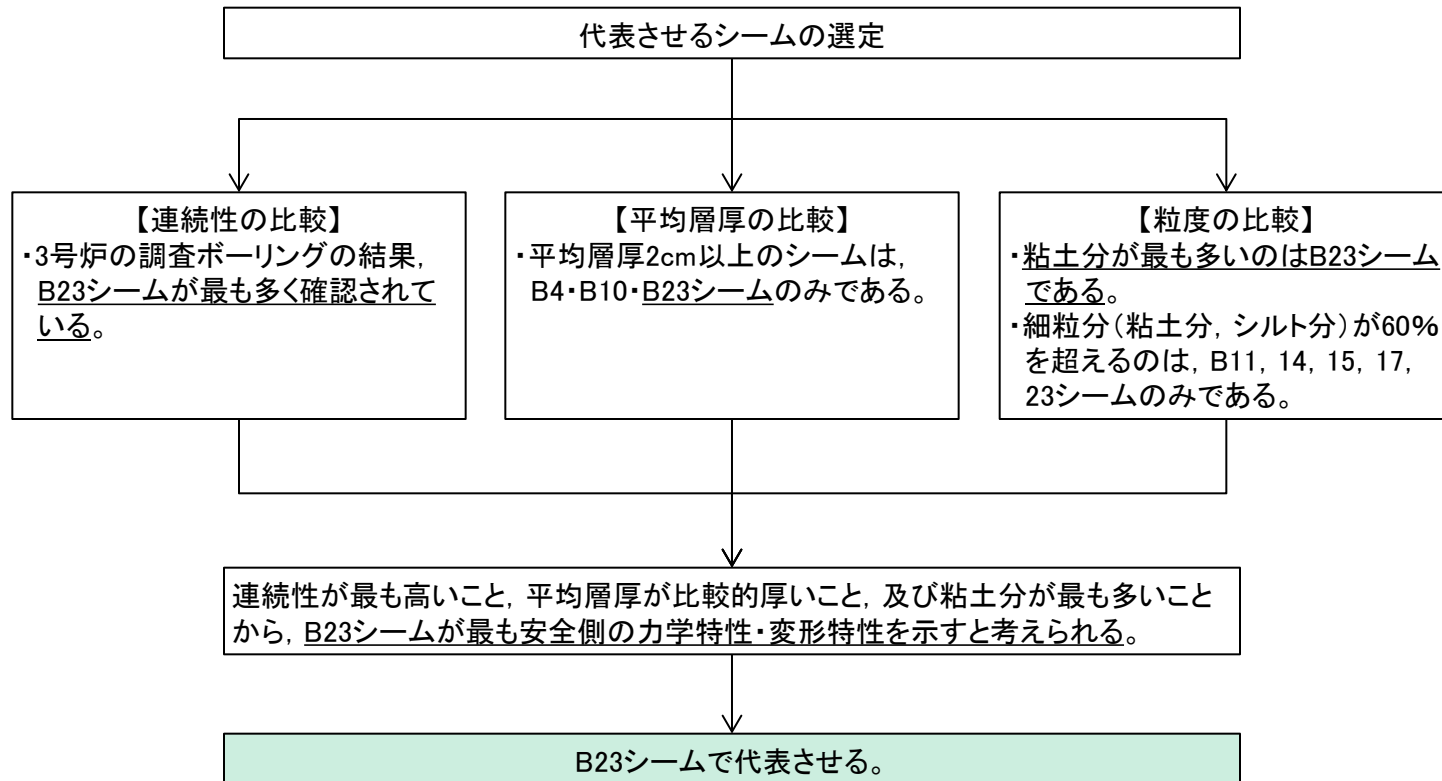 代表させるシームの選定
【連続性の比較】
・3号炉の調査ボーリングの結果,
B23シームが最も多く確認されて
いる。
【平均層厚の比較】
・平均層厚2cm以上のシームは,
B4・B10・B23シームのみである。
【粒度の比較】
・粘土分が最も多いのはB23シーム
である。
・細粒分(粘土分, シルト分)が60%
を超えるのは, B11, 14, 15, 17,
23シームのみである。
連続性が最も高いこと, 平均層厚が比較的厚いこと, 及び粘土分が最も多いこと
から, B23シームが最も安全側の力学特性・変形特性を示すと考えられる。
B23シームで代表させる。